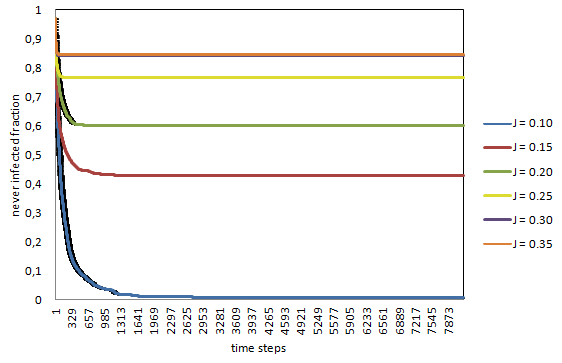 1
0,9
0,8
0,7
0,6
0,5
0,4
0,3
0,2
0,1
0
never infected fraction
1 329 657 985 1313 1641 1969 2297 2625 2953 3281 3609 3937 4265 4593 4921 5249 5577 5905 6233 6561 6889 7217 7545 7873
time steps
J = 0.10
J = 0.15
J = 0.20
J = 0.25
J = 0.30
J = 0.35